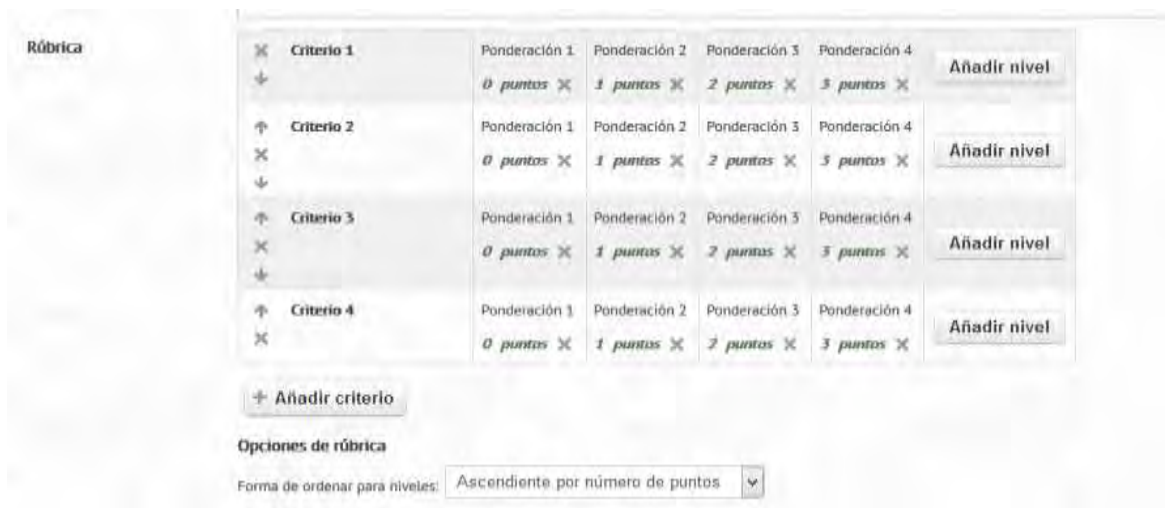 Rúbrica
Criterio 1 Ponderación 1 Ponderación 2 Ponderación 3 Ponderación 4 Añadir nivel
0 puntos 1 puntos 2 puntos 3 puntos
Criterio 2 Ponderación 1 Ponderación 2 Ponderación 3 Ponderación 4 Añadir nivel
0 puntos 1 puntos 2 puntos 3 puntos
Criterio 3 Ponderación 1 Ponderación 2 Ponderación 3 Ponderación 4 Añadir nivel
0 puntos 1 puntos 2 puntos 3 puntos
Criterio 4 Ponderación 1 Ponderación 2 Ponderación 3 Ponderación 4 Añadir nivel
0 puntos 1 puntos 2 puntos 3 puntos
+ Añadir criterio
Opciones de rúbrica
Forma de ordenar para niveles: Ascendiente por número de puntos